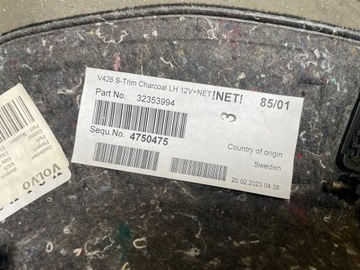 V426 S-Trim Charcoal LH 12V+NET !NET! 85/01
Part No. 32353994
3
Sequ.No. 4750475
Country of origin
Sweden
20.02.2023 04:38
Volvo